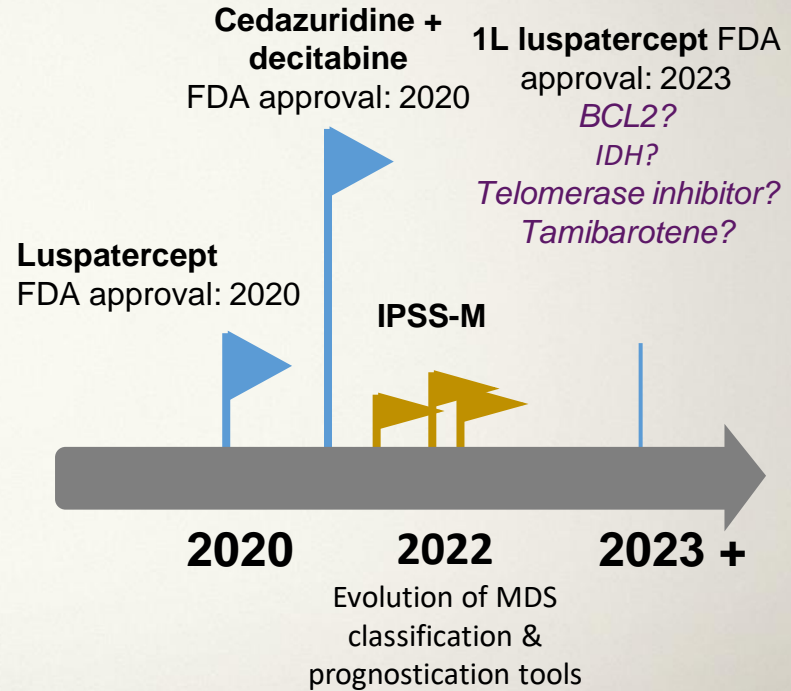 Cedazuridine +
decitabine
FDA approval: 2020
1L luspatercept FDA
approval: 2023
BCL2?
IDH?
Telomerase inhibitor?
Tamibarotene?
Luspatercept
FDA approval: 2020
IPSS-M
2020
2022
2023 +
Evolution of MDS
classification &
prognostication tools